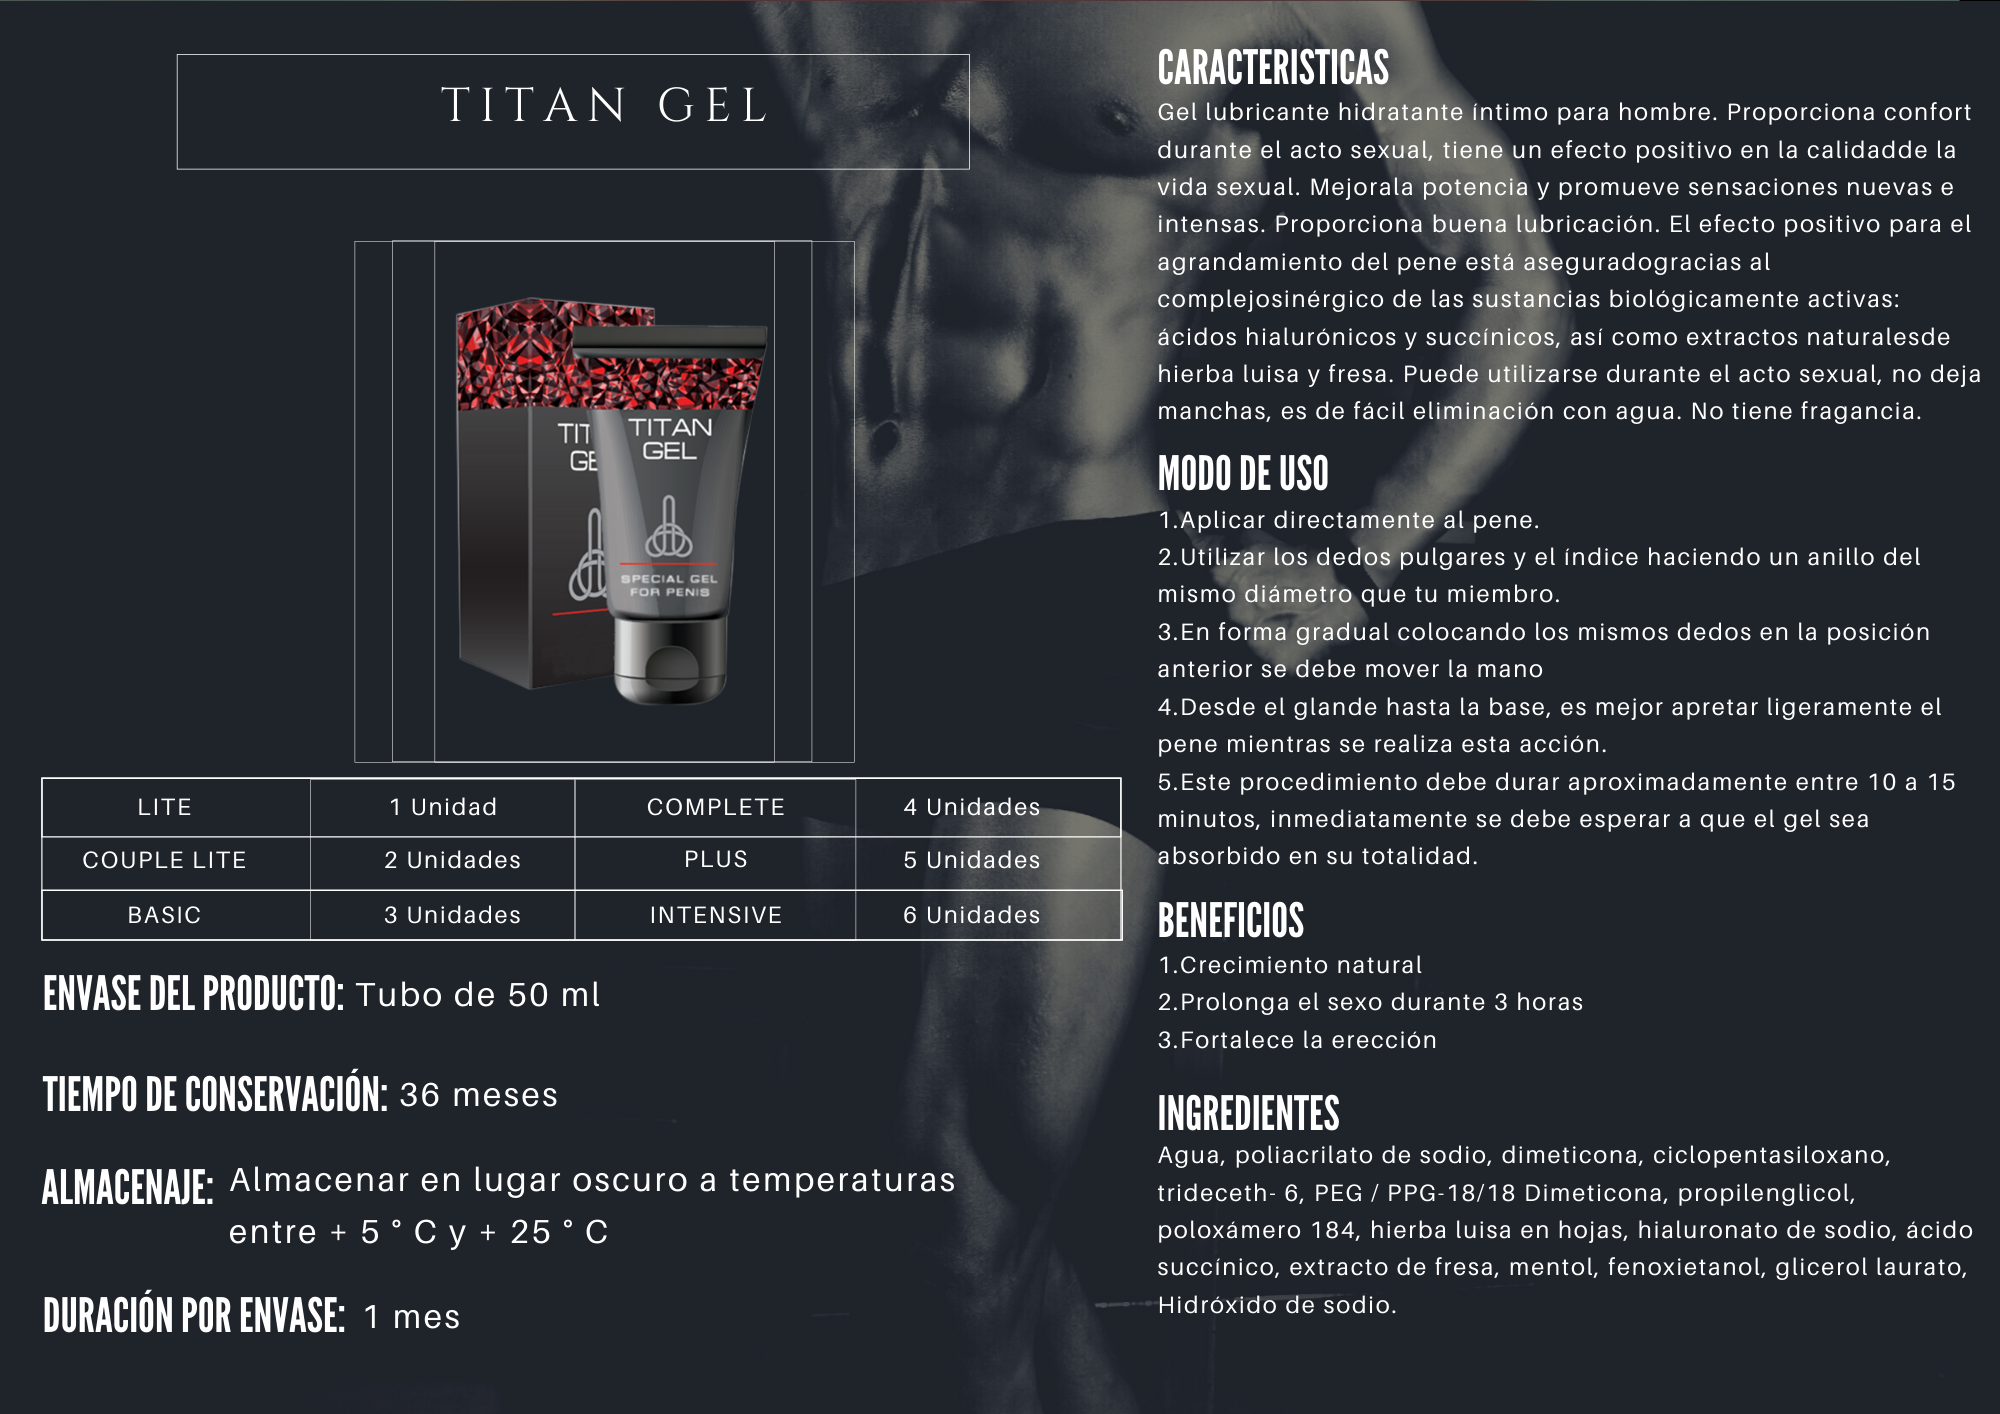 TITAN GEL
TIT
GE
TITAN
GEL
SPECIAL GEL
FOR PENIS
LITE 1 Unidad COMPLETE 4 Unidades
COUPLE LITE 2 Unidades PLUS 5 Unidades
BASIC 3 Unidades INTENSIVE 6 Unidades
ENVASE DEL PRODUCTO: Tubo de 50 ml
TIEMPO DE CONSERVACIÓN: 36 meses
ALMACENAJE: Almacenar en lugar oscuro a temperaturas
entre + 5 ° C y + 25 ° C
DURACIÓN POR ENVASE: 1 mes
CARACTERISTICAS
Gel lubricante hidratante íntimo para hombre. Proporciona confort
durante el acto sexual, tiene un efecto positivo en la calidadde la
vida sexual. Mejorala potencia y promueve sensaciones nuevas e
intensas. Proporciona buena lubricación. El efecto positivo para el
agrandamiento del pene está aseguradogracias al
complejosinérgico de las sustancias biológicamente activas:
ácidos hialurónicos y succínicos, así como extractos naturalesde
hierba luisa y fresa. Puede utilizarse durante el acto sexual, no deja
manchas, es de fácil eliminación con agua. No tiene fragancia.
MODO DE USO
1.Aplicar directamente al pene.
2.Utilizar los dedos pulgares y el índice haciendo un anillo del
mismo diámetro que tu miembro.
3.En forma gradual colocando los mismos dedos en la posición
anterior se debe mover la mano
4.Desde el glande hasta la base, es mejor apretar ligeramente el
pene mientras se realiza esta acción.
5.Este procedimiento debe durar aproximadamente entre 10 a 15
minutos, inmediatamente se debe esperar a que el gel sea
absorbido en su totalidad.
BENEFICIOS
1.Crecimiento natural
2.Prolonga el sexo durante 3 horas
3.Fortalece la erección
INGREDIENTES
Agua, poliacrilato de sodio, dimeticona, ciclopentasiloxano,
trideceth- 6, PEG / PPG-18/18 Dimeticona, propilenglicol,
poloxámero 184, hierba luisa en hojas, hialuronato de sodio, ácido
succínico, extracto de fresa, mentol, fenoxietanol, glicerol laurato,
Hidróxido de sodio.